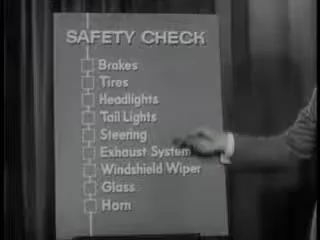 SAFETY CHECK
Brakes
Tires
Headlights
Tail Lights
Steering
Exhaust System
Windshield Wiper
Glass
Horn